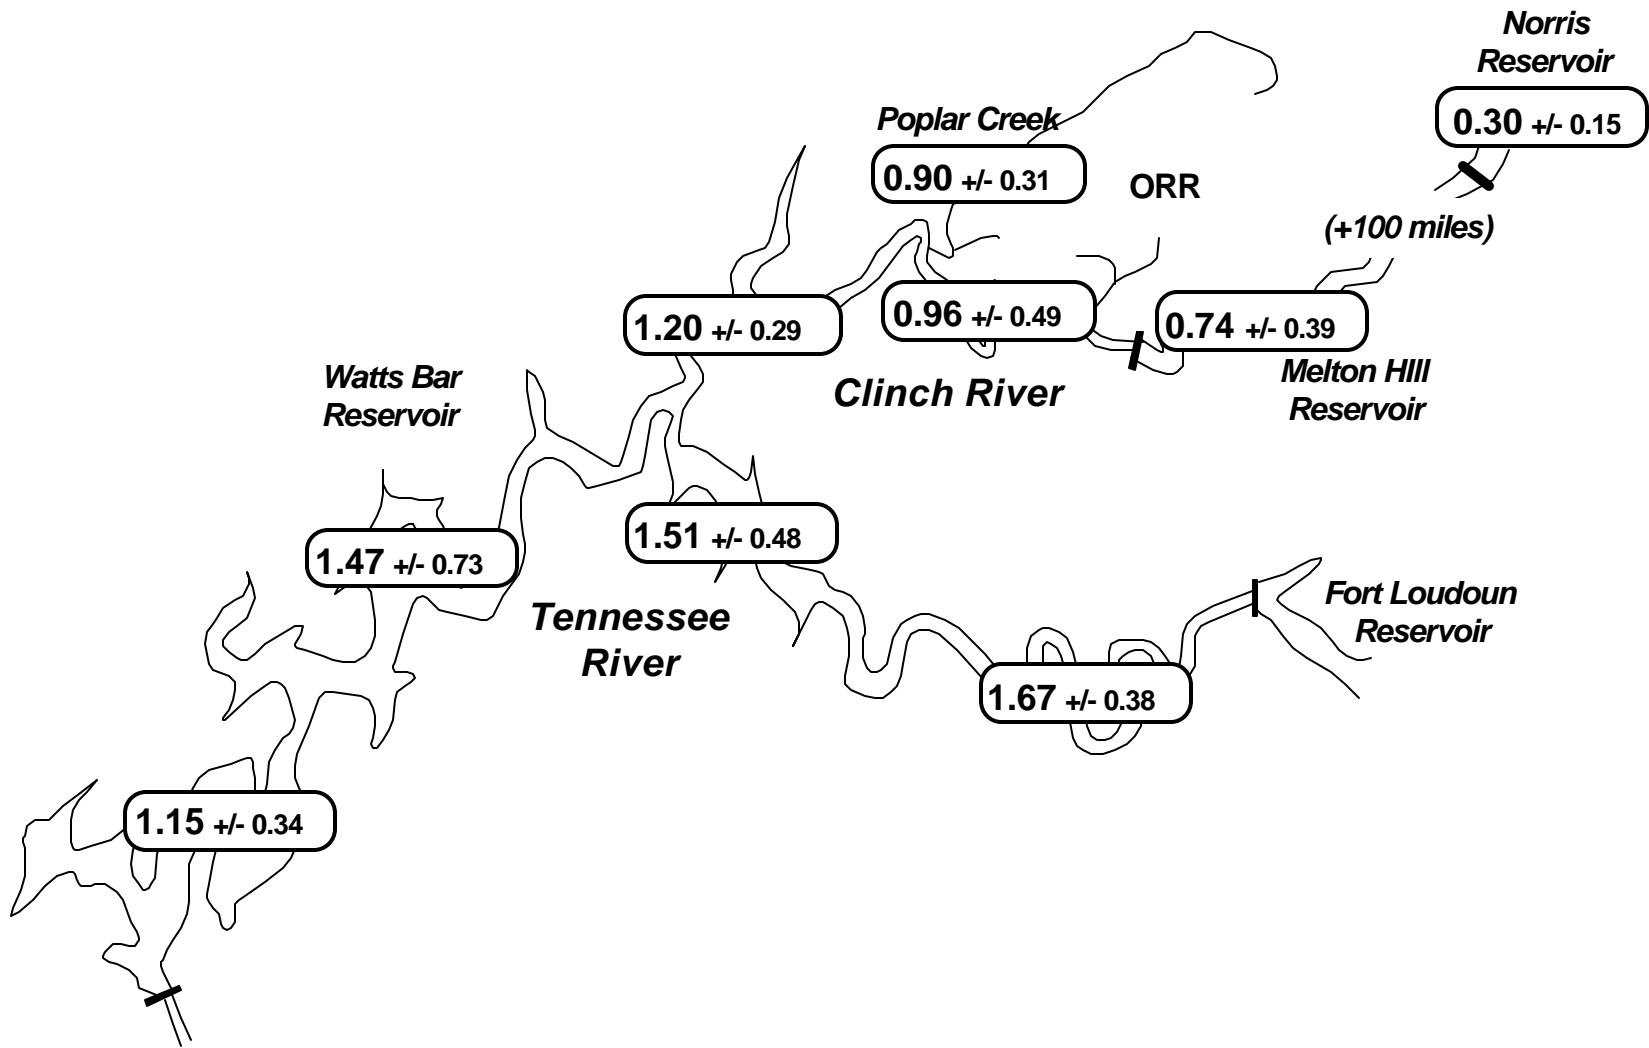 Norris
Reservoir
0.30 +/- 0.15
Poplar Creek
0.90 +/- 0.31
ORR
(+100 miles)
1.20 +/- 0.29
0.96 +/- 0.49
0.74 +/- 0.39
Watts Bar
Reservoir
Clinch River
Melton HIll
Reservoir
1.47 +/- 0.73
1.51 +/- 0.48
Tennessee
River
Fort Loudoun
Reservoir
1.67 +/- 0.38
1.15 +/- 0.34